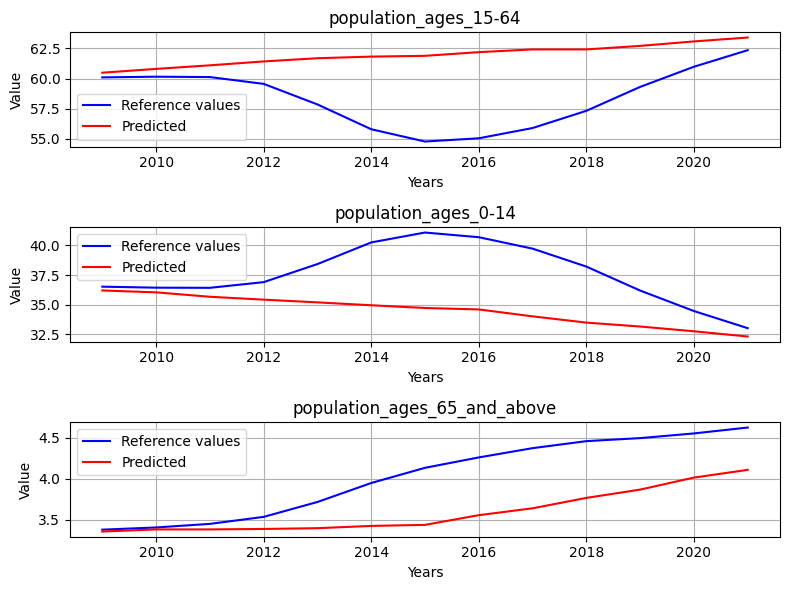 population_ages_15-64
62.5
60.0
57.5
55.0
Value
Reference values
Predicted
2010 2012 2014 2016 2018 2020
Years
population_ages_0-14
40.0
37.5
35.0
32.5
Value
Reference values
Predicted
2010 2012 2014 2016 2018 2020
Years
population_ages_65_and_above
4.5
4.0
3.5
Value
Reference values
Predicted
2010 2012 2014 2016 2018 2020
Years